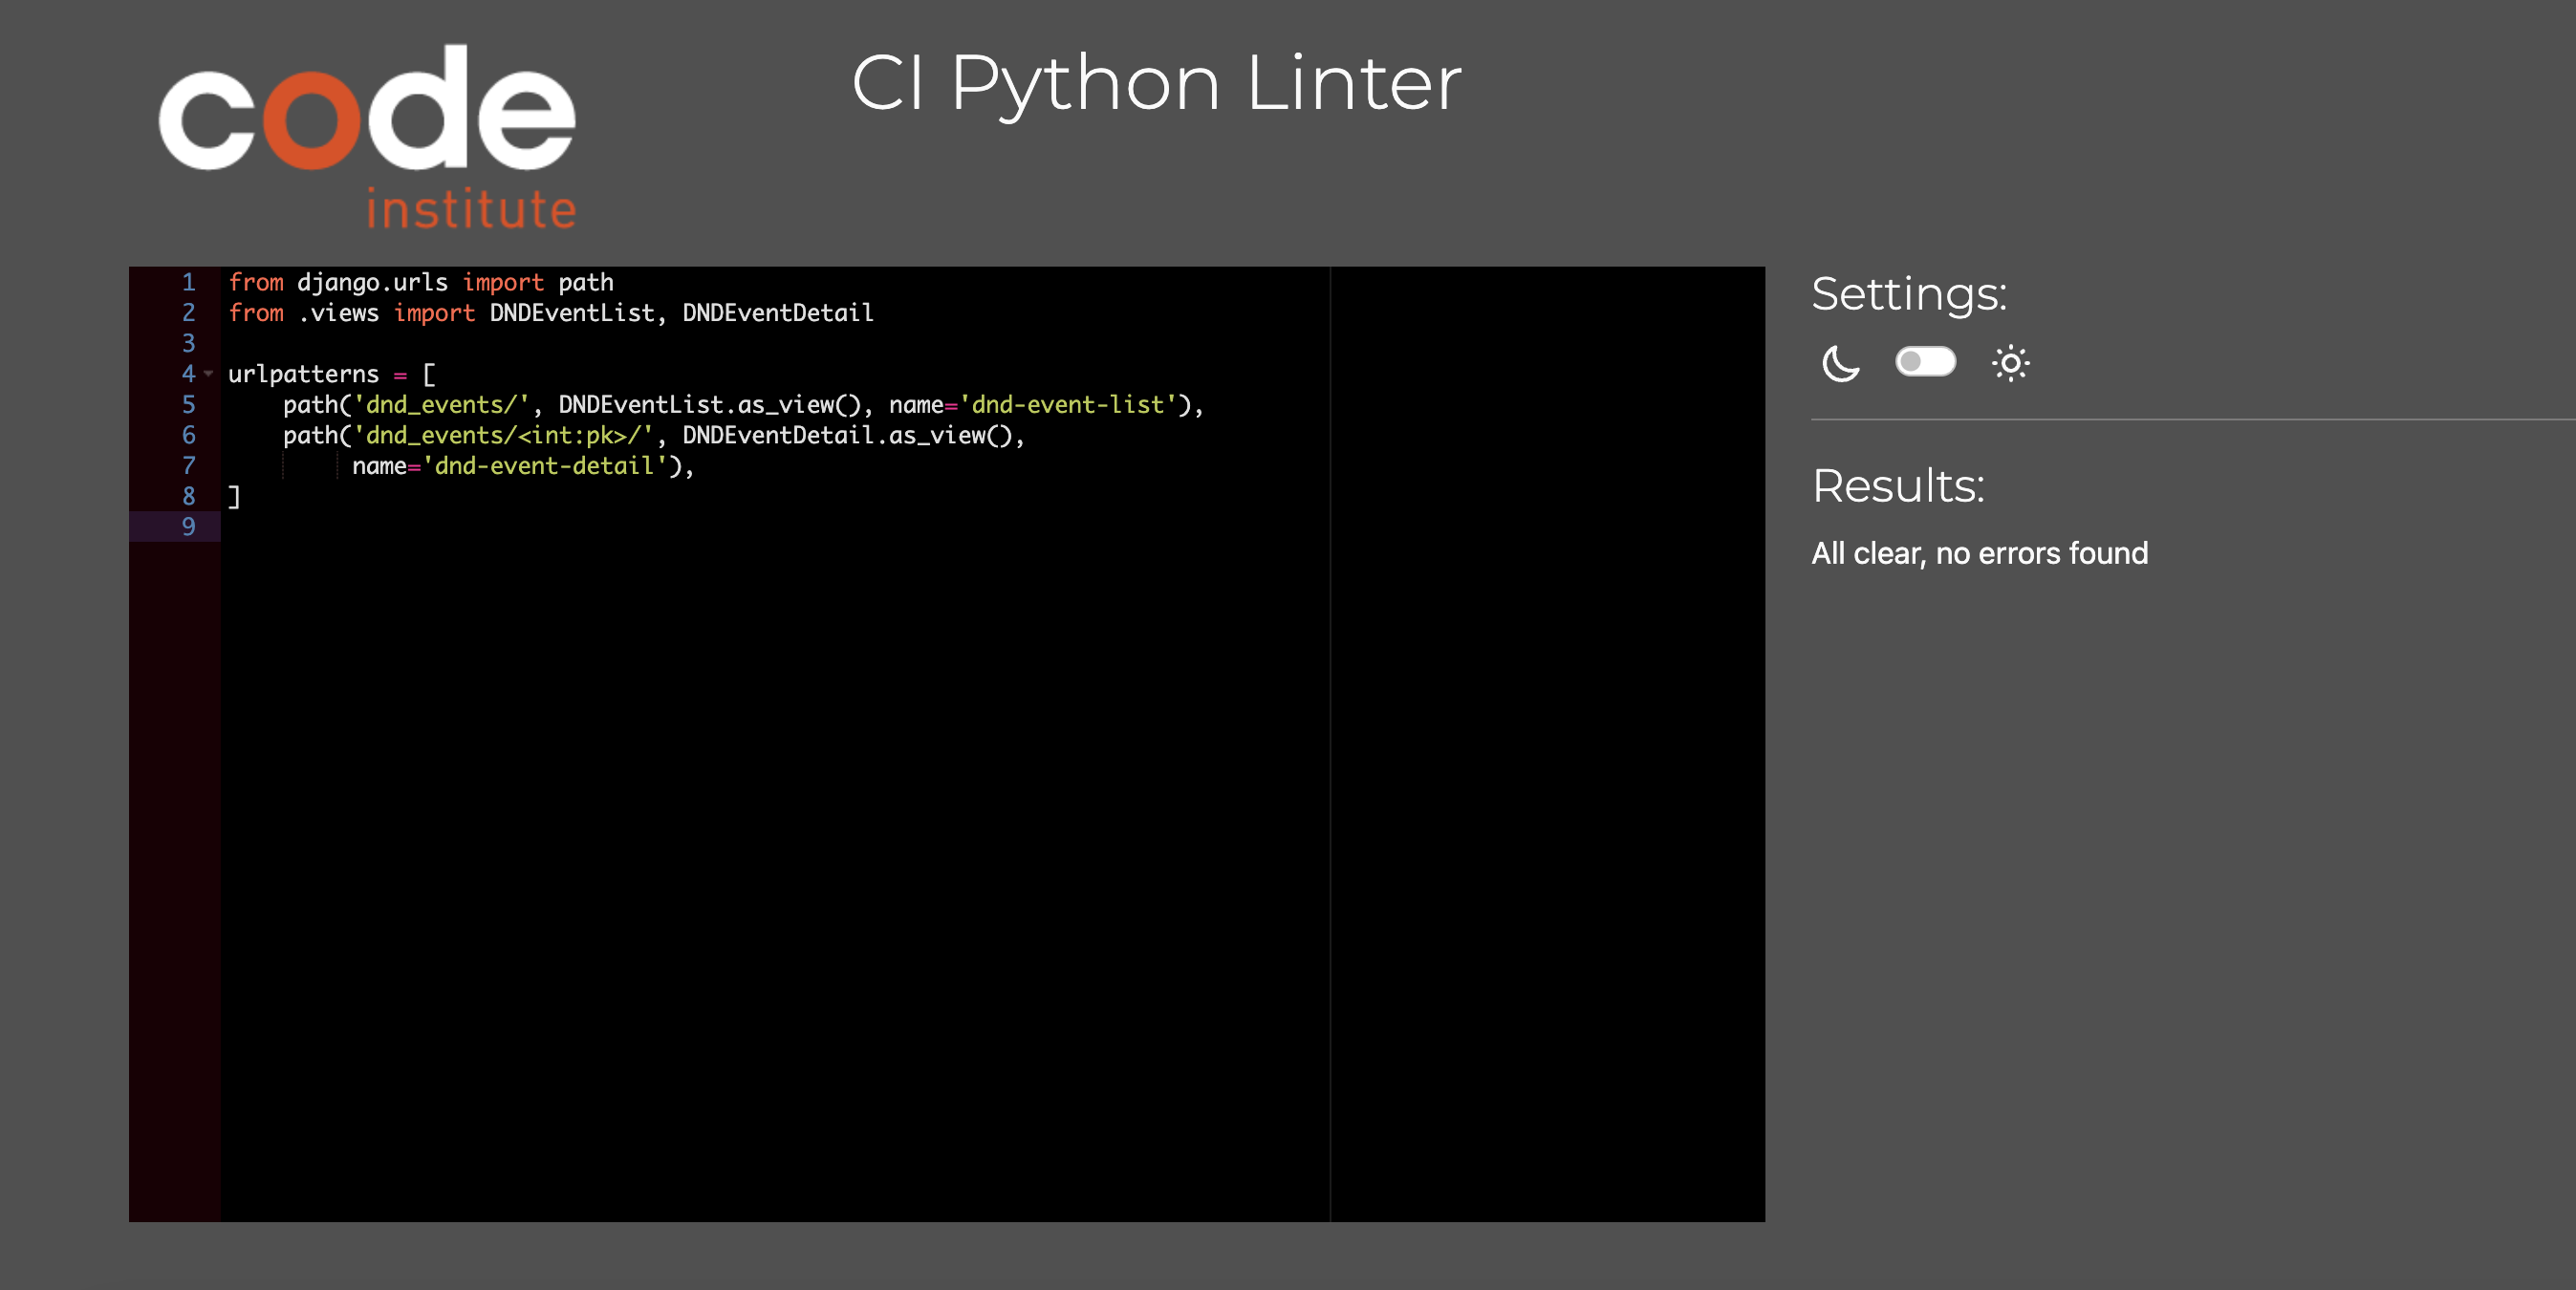 code
institute
CI Python Linter
1 from django.urls import path
2 from .views import DNDEventList, DNDEventDetail
3
4 urlpatterns = [
5     path('dnd_events/', DNDEventList.as_view(), name='dnd-event-list'),
6     path('dnd_events/<int:pk>/', DNDEventDetail.as_view(),
7          name='dnd-event-detail'),
8 ]
9
Settings:
Results:
All clear, no errors found